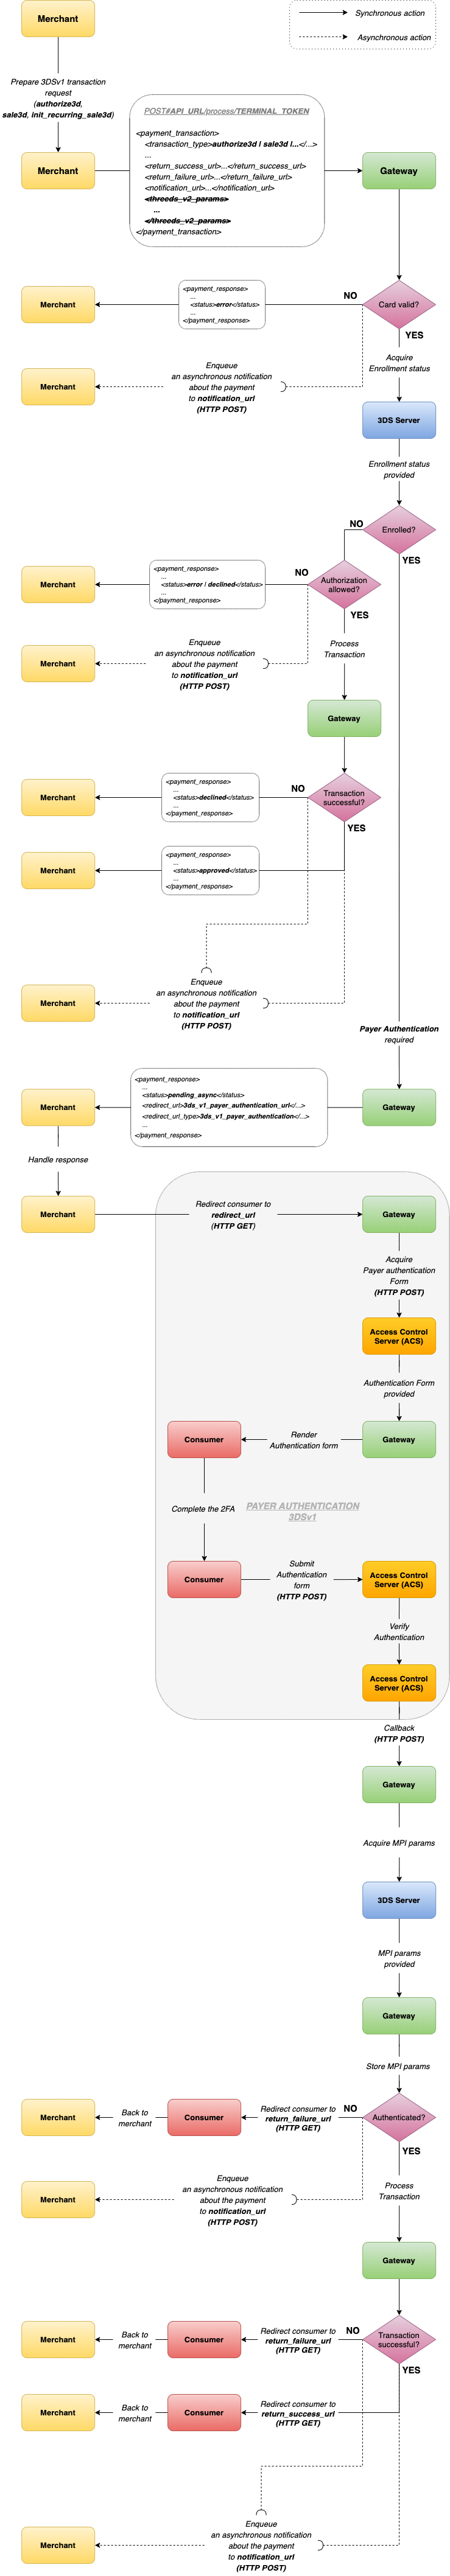 Merchant
Synchronous action
Asynchronous action
Prepare 3DSv1 transaction
request
(authorize3d,
sale3d, init_recurring_sale3d)
POST#API_URL/process/TERMINAL_TOKEN
<payment_transaction>
<transaction_type>authorize3d | sale3d |...</...>
...
<return_success_url>...</return_success_url>
<return_failure_url>...</return_failure_url>
<notification_url>...</notification_url>
<threeds_v2_params>
...
</threeds_v2_params>
</payment_transaction>
Merchant
Gateway
<payment_response>
...
<status>error</status>
...
</payment_response>
Merchant
NO
Card valid?
YES
Enqueue
an asynchronous notification
about the payment
to notification_url
(HTTP POST)
Merchant
Acquire
Enrollment status
3DS Server
Enrollment status
provided
NO
Enrolled?
YES
<payment_response>
...
<status>error | declined</status>
...
</payment_response>
Merchant
NO
Authorization
allowed?
YES
Enqueue
an asynchronous notification
about the payment
to notification_url
(HTTP POST)
Merchant
Process
Transaction
Gateway
<payment_response>
...
<status>declined</status>
...
</payment_response>
Merchant
NO
Transaction
successful?
YES
<payment_response>
...
<status>approved</status>
...
</payment_response>
Merchant
Enqueue
an asynchronous notification
about the payment
to notification_url
(HTTP POST)
Merchant
Payer Authentication
required
<payment_response>
...
<status>pending_async</status>
<redirect_url>3ds_v1_payer_authentication_url</...>
<redirect_url_type>3ds_v1_payer_authentication</...>
...
</payment_response>
Merchant
Gateway
Handle response
Merchant
Redirect consumer to
redirect_url
(HTTP GET)
Gateway
Acquire
Payer authentication
Form
(HTTP POST)
Access Control
Server (ACS)
Authentication Form
provided
Consumer
Render
Authentication form
Gateway
Complete the 2FA
PAYER AUTHENTICATION
3DSv1
Consumer
Submit
Authentication
form
(HTTP POST)
Access Control
Server (ACS)
Verify
Authentication
Access Control
Server (ACS)
Callback
(HTTP POST)
Gateway
Acquire MPI params
3DS Server
MPI params
provided
Gateway
Store MPI params
Merchant
Back to
merchant
Consumer
Redirect consumer to
return_failure_url
(HTTP GET)
NO
Authenticated?
YES
Enqueue
an asynchronous notification
about the payment
to notification_url
(HTTP POST)
Merchant
Process
Transaction
Gateway
Merchant
Back to
merchant
Consumer
Redirect consumer to
return_failure_url
(HTTP GET)
NO
Transaction
successful?
YES
Merchant
Back to
merchant
Consumer
Redirect consumer to
return_success_url
(HTTP GET)
Enqueue
an asynchronous notification
about the payment
to notification_url
(HTTP POST)
Merchant